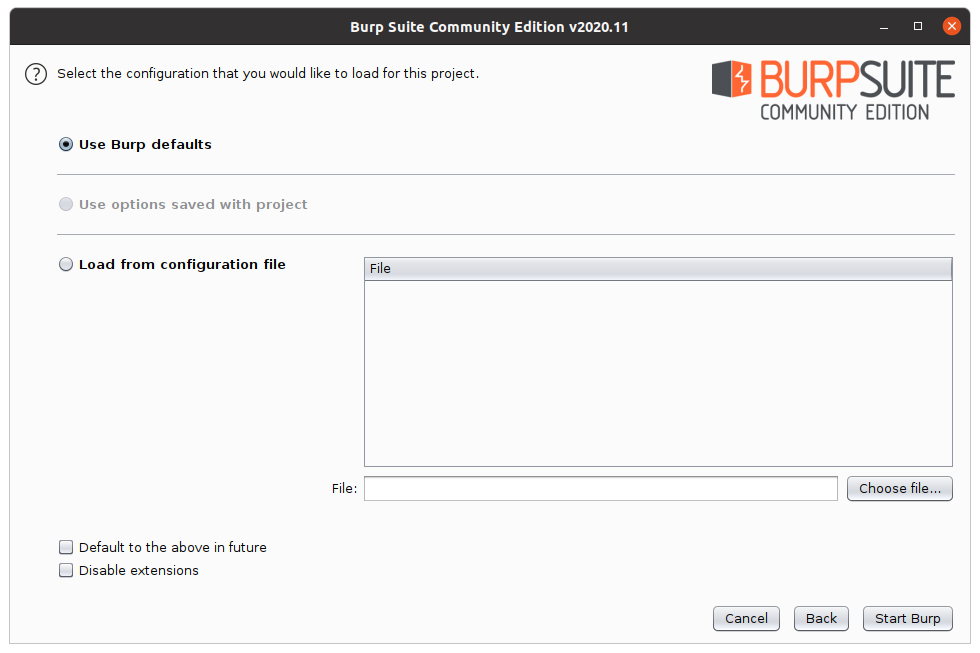 Burp Suite Community Edition v2020.11
? Select the configuration that you would like to load for this project.
BURPSUITE
COMMUNITY EDITION
Use Burp defaults
Use options saved with project
Load from configuration file
File
File:
Choose file...
Default to the above in future
Disable extensions
Cancel Back Start Burp